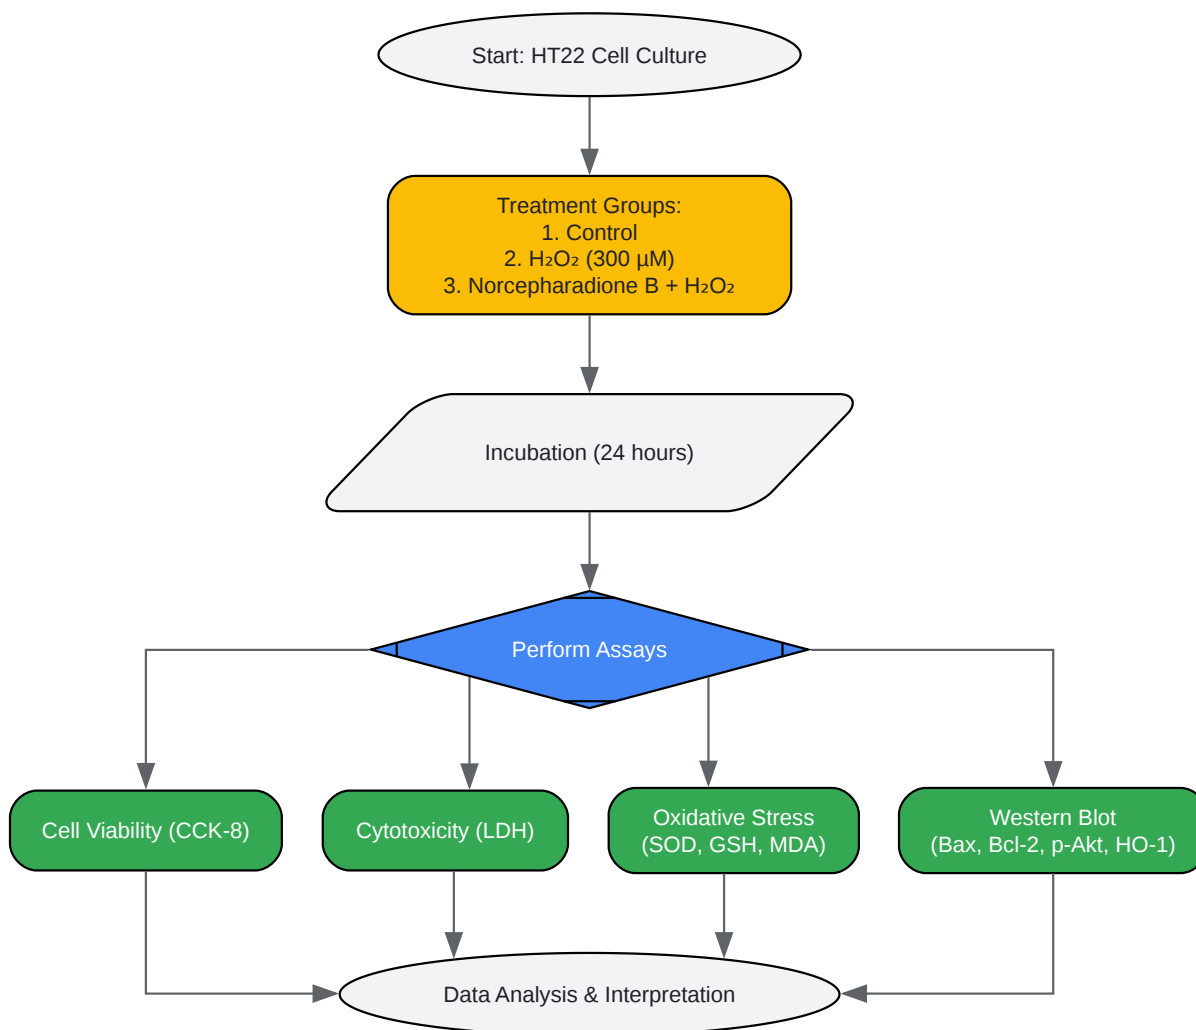 Start: HT22 Cell Culture
Treatment Groups:
1. Control
2. H₂O₂ (300 µM)
3. Norcepharadione B + H₂O₂
Incubation (24 hours)
Perform Assays
Cell Viability (CCK-8)
Cytotoxicity (LDH)
Oxidative Stress
(SOD, GSH, MDA)
Western Blot
(Bax, Bcl-2, p-Akt, HO-1)
Data Analysis & Interpretation